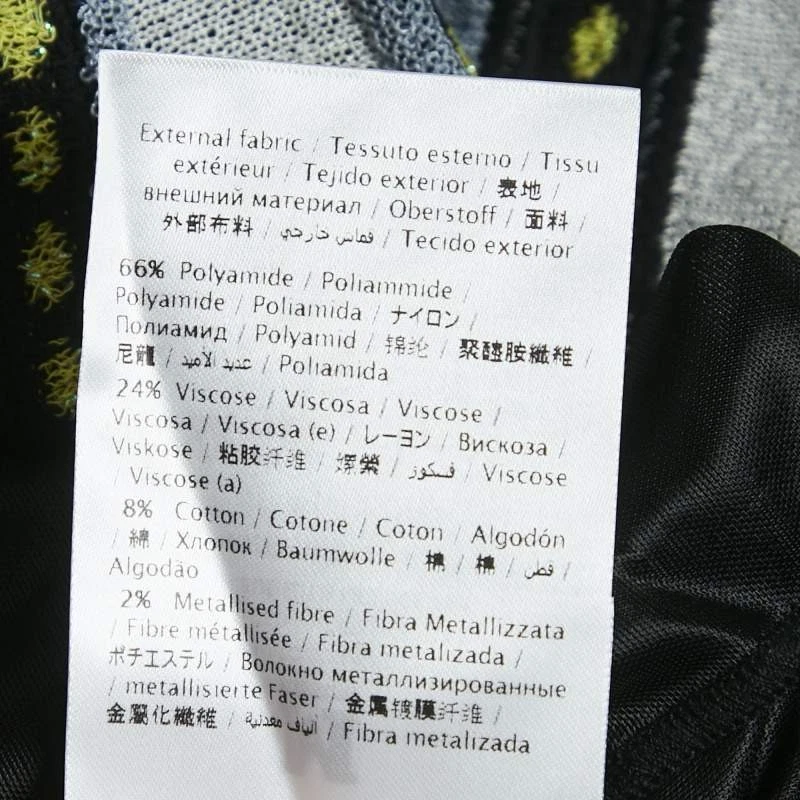 External fabric / Tessuto esterno / Tissu
extérieur / Tejido exterior / 表地 /
внешний материал / Oberstoff / 面料 /
外部布料 / قماس خارجي / Tecido exterior
66% Polyamide / Poliammide /
Polyamide / Poliamida / ナイロン /
Полиамид / Polyamid / 锦纶 / 聚醯胺纖維 /
尼龍 / عديد الأميد / Poliamida
24% Viscose / Viscosa / Viscose /
Viscosa / Viscosa (e) / レーヨン / Вискоза /
Viskose / 粘胶纤维 / 嫘縈 / فسكوز / Viscose
/ Viscose (a)
8% Cotton / Cotone / Coton / Algodón
/ 綿 / Хлопок / Baumwolle / 棉 / 棉 / قطن /
Algodão
2% Metallised fibre / Fibra Metallizzata
/ Fibre métallisée / Fibra metalizada /
ポチエステル / Волокно металлизированные
/ metallisierte Faser / 金属镀膜纤维 /
金屬化纖維 / ألياف معدنية / Fibra metalizada